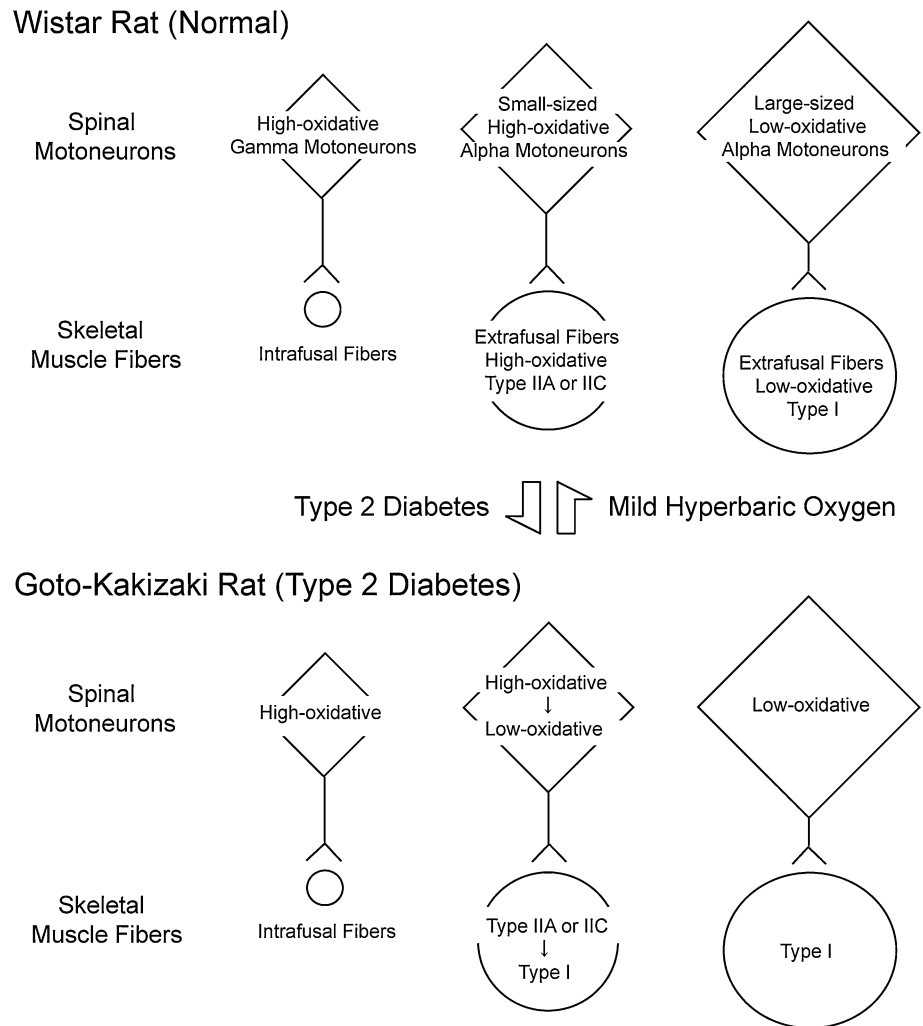 Wistar Rat (Normal)
Spinal
Motoneurons
High-oxidative
Gamma Motoneurons
Small-sized
High-oxidative
Alpha Motoneurons
Large-sized
Low-oxidative
Alpha Motoneurons
Skeletal
Muscle Fibers
Intrafusal Fibers
Extrafusal Fibers
High-oxidative
Type IIA or IIC
Extrafusal Fibers
Low-oxidative
Type I
Type 2 Diabetes
Mild Hyperbaric Oxygen
Goto-Kakizaki Rat (Type 2 Diabetes)
Spinal
Motoneurons
High-oxidative
High-oxidative
↓
Low-oxidative
Low-oxidative
Skeletal
Muscle Fibers
Intrafusal Fibers
Type IIA or IIC
↓
Type I
Type I